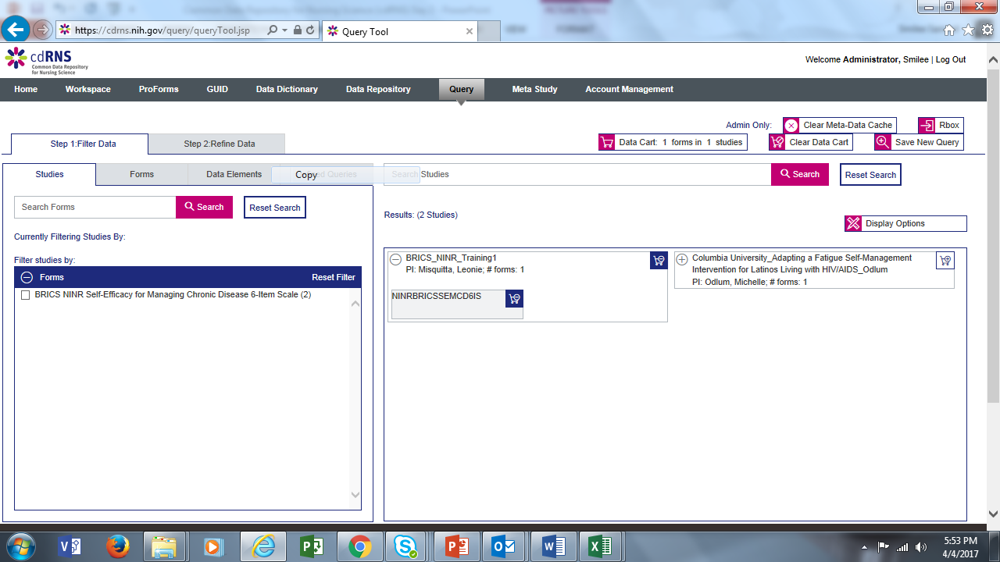 https://cdrns.nih.gov/query/queryTool.jsp
Query Tool
cdRNS
Common Data Repository
for Nursing Science
Welcome Administrator, Smilee | Log Out
Home Workspace ProForms GUID Data Dictionary Data Repository Query Meta Study Account Management
Admin Only: Clear Meta-Data Cache Rbox
Step 1:Filter Data Step 2:Refine Data
Data Cart: 1 forms in 1 studies Clear Data Cart Save New Query
Studies Forms Data Elements Queries
Copy
Search Studies Search Reset Search
Search Forms Search Reset Search
Results: (2 Studies)
Display Options
Currently Filtering Studies By:
Filter studies by:
Forms Reset Filter
BRICS NINR Self-Efficacy for Managing Chronic Disease 6-Item Scale (2)
BRICS_NINR_Training1
PI: Misquitta, Leonie; # forms: 1
NINRBRICSSEMCD6IS
Columbia University_Adapting a Fatigue Self-Management
Intervention for Latinos Living with HIV/AIDS_Odlum
PI: Odlum, Michelle; # forms: 1
5:53 PM
4/4/2017